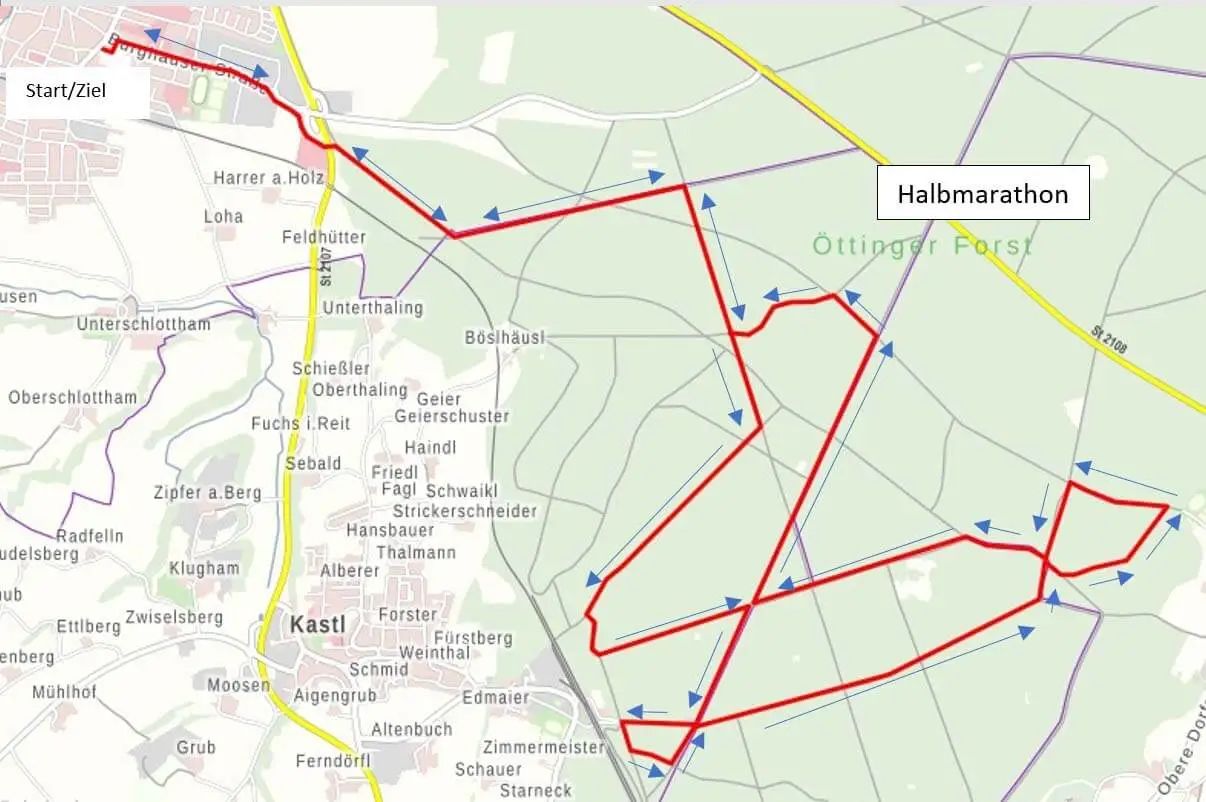 Burghauser Straße
Start/Ziel
Harrer a.Holz
Halbmarathon
Loha
Feldhütter
Öttinger Forst
St 2107
usen
Unterthaling
Unterschlottham
Böslhäusl
St 2108
Schießler
Oberthaling
Oberschlottham
Geier
Geierschuster
Fuchs i.Reit
Haindl
Sebald
Friedl
Fagl
Schwaikl
Zipfer a.Berg
Strickerschneider
Hansbauer
Radfelln
Thalmann
udelsberg
Klugham
Alberer
ub
Zwiselsberg
Forster
Ettlberg
Kastl
Fürstberg
Weinthal
enberg
Schmid
Mühlhof
Moosen
Aigengrub
Edmaier
Obere-Dorfs
Altenbuch
Grub
Zimmermeister
Ferndörfl
Schauer
Starneck